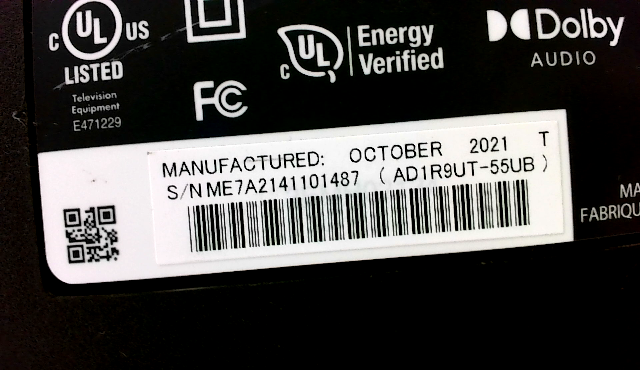 c UL US
LISTED
Television
Equipment
E471229
FC
c UL Energy
Verified
Dolby
AUDIO
MANUFACTURED: OCTOBER 2021 T
S/N ME7A2141101487 ( AD1R9UT-55UB )
MA
FABRIQU